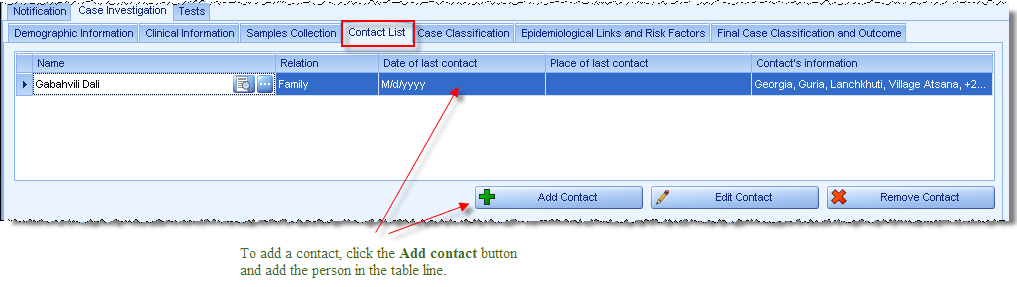 Notification Case Investigation Tests
Demographic Information Clinical Information Samples Collection Contact List Case Classification Epidemiological Links and Risk Factors Final Case Classification and Outcome
Name Relation Date of last contact Place of last contact Contact's information
Gabahvili Dali Family M/d/yyyy Georgia, Guria, Lanchkhuti, Village Atsana, +2...
Add Contact Edit Contact Remove Contact
To add a contact, click the Add contact button
and add the person in the table line.